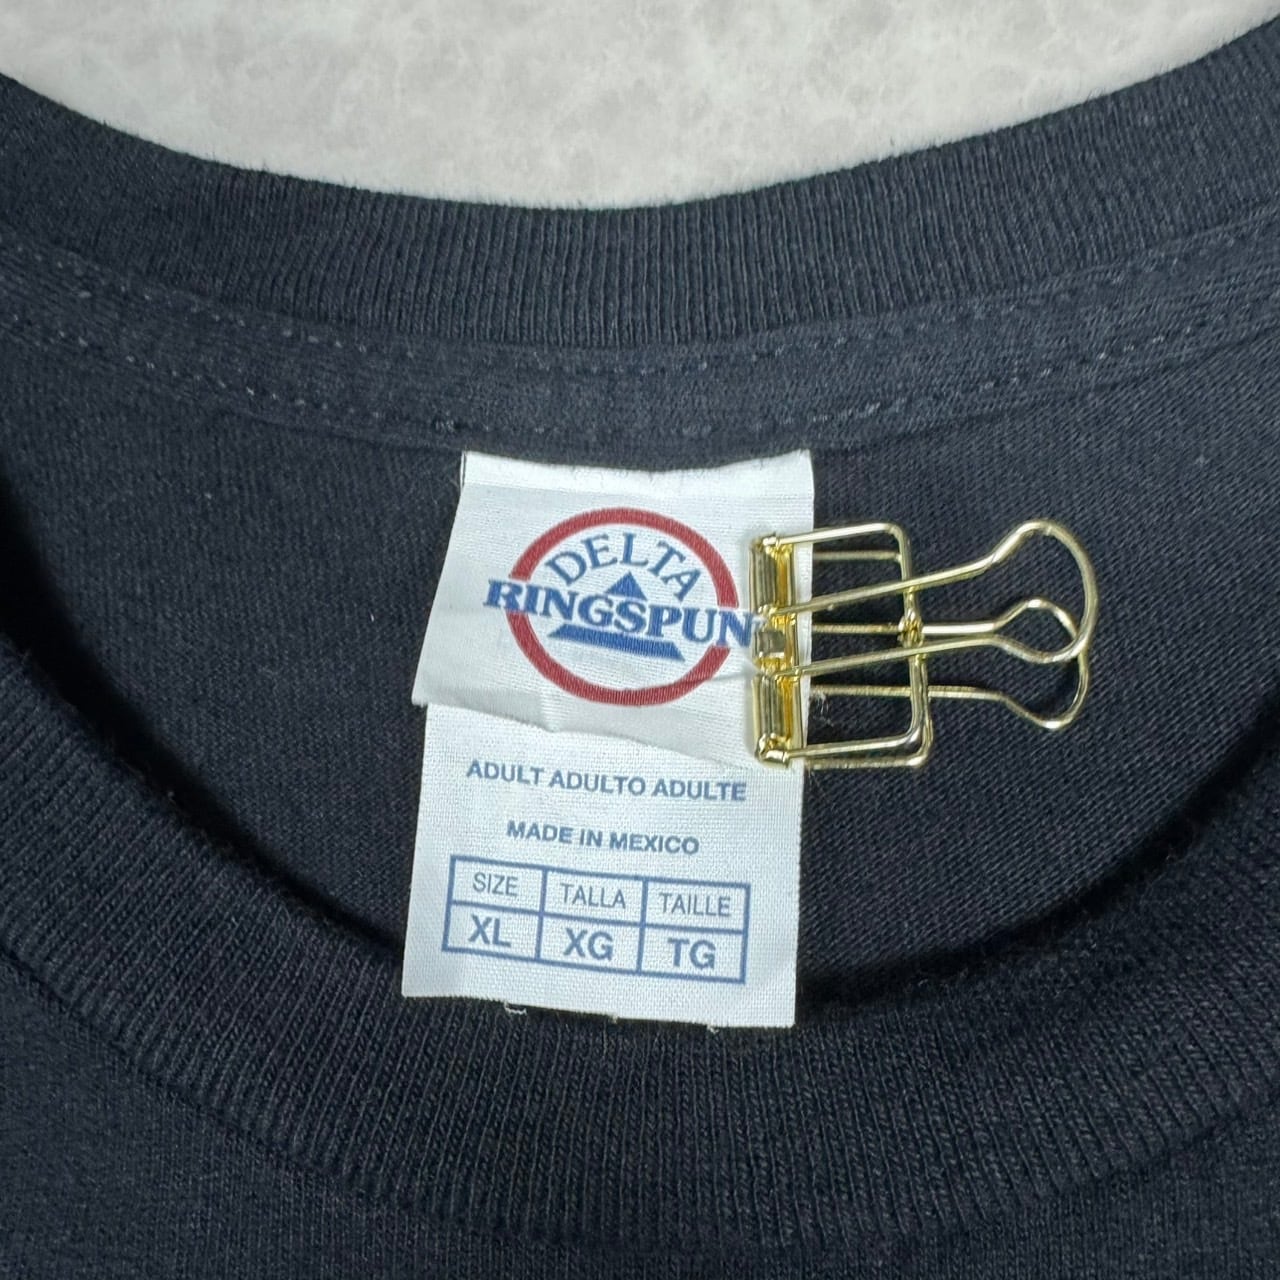 DELTA
RINGSPUN
ADULT ADULTO ADULTE
MADE IN MEXICO
SIZE TALLA TAILLE
XL XG TG